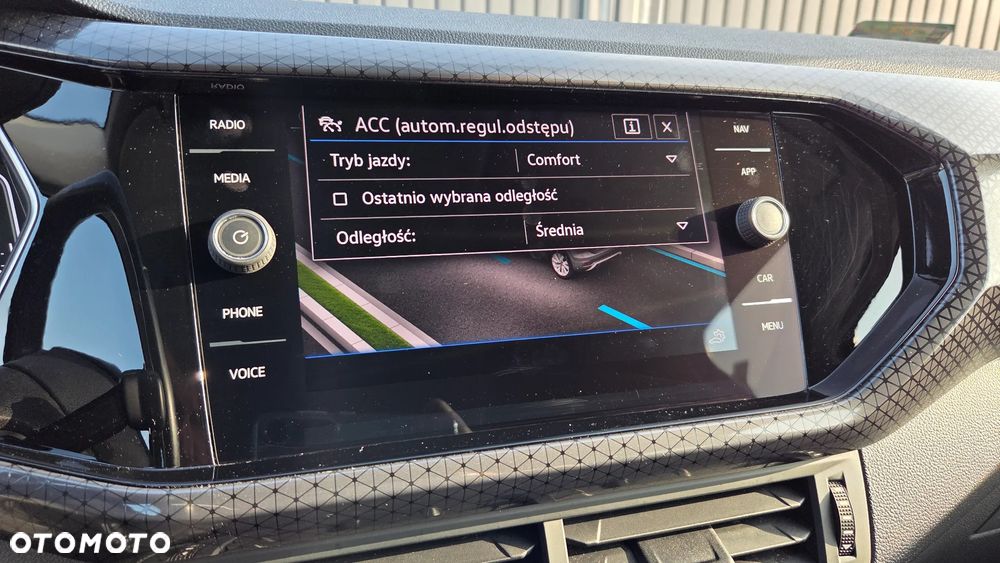 RADIO
MEDIA
PHONE
VOICE
ACC (autom.regul.odstępu)
i X
Tryb jazdy: Comfort
Ostatnio wybrana odległość
Odległość: Średnia
NAV
APP
CAR
MENU
OTOMOTO